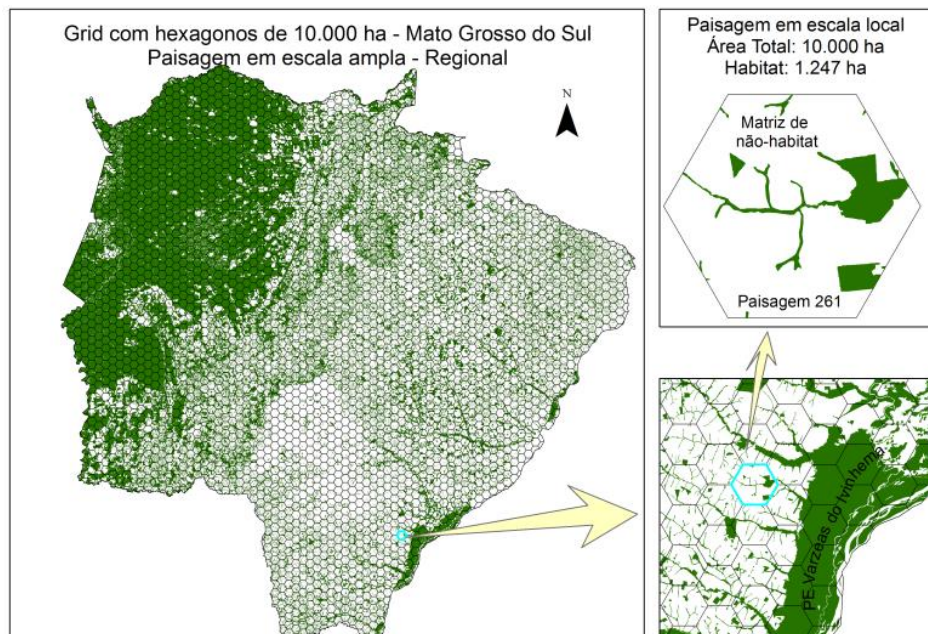 Grid com hexagonos de 10.000 ha - Mato Grosso do Sul
Paisagem em escala ampla - Regional
N
Paisagem em escala local
Área Total: 10.000 ha
Habitat: 1.247 ha
Matriz de
não-habitat
Paisagem 261
PE Varzeas do Ivinhema